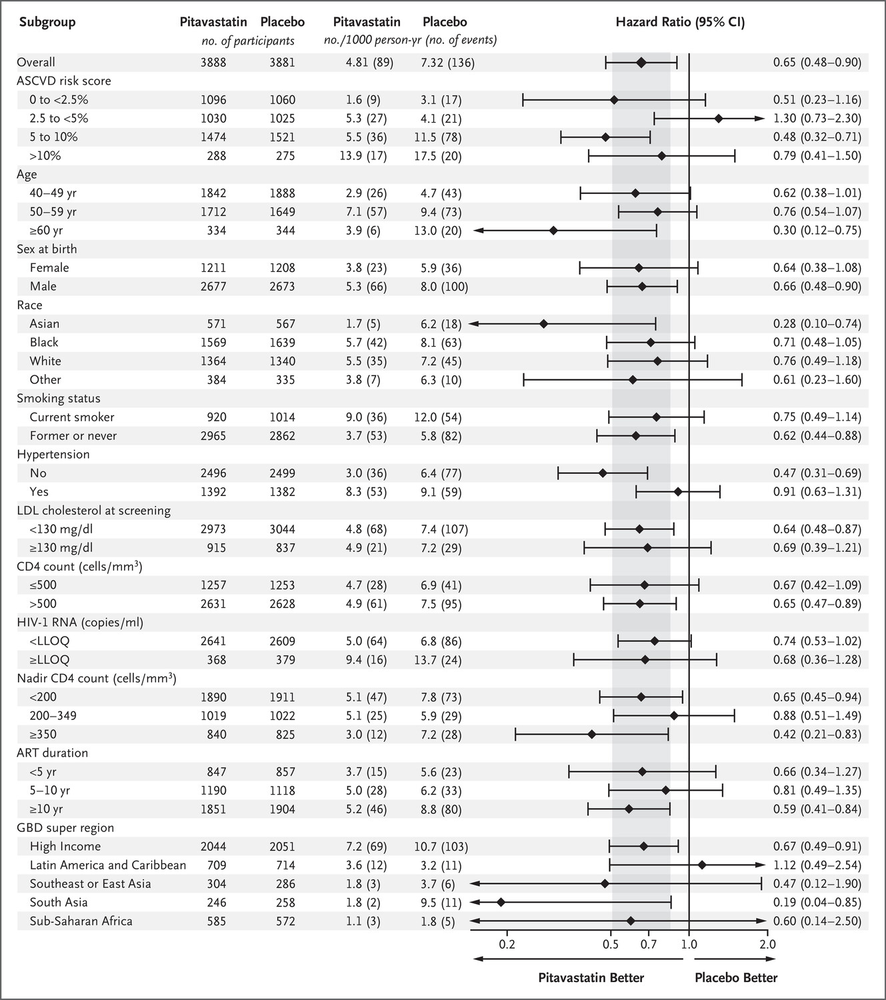 Subgroup Pitavastatin Placebo Pitavastatin Placebo Hazard Ratio (95% CI)
no. of participants no./1000 person-yr (no. of events)
Overall 3888 3881 4.81 (89) 7.32 (136) 0.65 (0.48–0.90)
ASCVD risk score
0 to <2.5% 1096 1060 1.6 (9) 3.1 (17) 0.51 (0.23–1.16)
2.5 to <5% 1030 1025 5.3 (27) 4.1 (21) 1.30 (0.73–2.30)
5 to 10% 1474 1521 5.5 (36) 11.5 (78) 0.48 (0.32–0.71)
>10% 288 275 13.9 (17) 17.5 (20) 0.79 (0.41–1.50)
Age
40–49 yr 1842 1888 2.9 (26) 4.7 (43) 0.62 (0.38–1.01)
50–59 yr 1712 1649 7.1 (57) 9.4 (73) 0.76 (0.54–1.07)
≥60 yr 334 344 3.9 (6) 13.0 (20) 0.30 (0.12–0.75)
Sex at birth
Female 1211 1208 3.8 (23) 5.9 (36) 0.64 (0.38–1.08)
Male 2677 2673 5.3 (66) 8.0 (100) 0.66 (0.48–0.90)
Race
Asian 571 567 1.7 (5) 6.2 (18) 0.28 (0.10–0.74)
Black 1569 1639 5.7 (42) 8.1 (63) 0.71 (0.48–1.05)
White 1364 1340 5.5 (35) 7.2 (45) 0.76 (0.49–1.18)
Other 384 335 3.8 (7) 6.3 (10) 0.61 (0.23–1.60)
Smoking status
Current smoker 920 1014 9.0 (36) 12.0 (54) 0.75 (0.49–1.14)
Former or never 2965 2862 3.7 (53) 5.8 (82) 0.62 (0.44–0.88)
Hypertension
No 2496 2499 3.0 (36) 6.4 (77) 0.47 (0.31–0.69)
Yes 1392 1382 8.3 (53) 9.1 (59) 0.91 (0.63–1.31)
LDL cholesterol at screening
<130 mg/dl 2973 3044 4.8 (68) 7.4 (107) 0.64 (0.48–0.87)
≥130 mg/dl 915 837 4.9 (21) 7.2 (29) 0.69 (0.39–1.21)
CD4 count (cells/mm³)
≤500 1257 1253 4.7 (28) 6.9 (41) 0.67 (0.42–1.09)
>500 2631 2628 4.9 (61) 7.5 (95) 0.65 (0.47–0.89)
HIV-1 RNA (copies/ml)
<LLOQ 2641 2609 5.0 (64) 6.8 (86) 0.74 (0.53–1.02)
≥LLOQ 368 379 9.4 (16) 13.7 (24) 0.68 (0.36–1.28)
Nadir CD4 count (cells/mm³)
<200 1890 1911 5.1 (47) 7.8 (73) 0.65 (0.45–0.94)
200–349 1019 1022 5.1 (25) 5.9 (29) 0.88 (0.51–1.49)
≥350 840 825 3.0 (12) 7.2 (28) 0.42 (0.21–0.83)
ART duration
<5 yr 847 857 3.7 (15) 5.6 (23) 0.66 (0.34–1.27)
5–10 yr 1190 1118 5.0 (28) 6.2 (33) 0.81 (0.49–1.35)
≥10 yr 1851 1904 5.2 (46) 8.8 (80) 0.59 (0.41–0.84)
GBD super region
High Income 2044 2051 7.2 (69) 10.7 (103) 0.67 (0.49–0.91)
Latin America and Caribbean 709 714 3.6 (12) 3.2 (11) 1.12 (0.49–2.54)
Southeast or East Asia 304 286 1.8 (3) 3.7 (6) 0.47 (0.12–1.90)
South Asia 246 258 1.8 (2) 9.5 (11) 0.19 (0.04–0.85)
Sub-Saharan Africa 585 572 1.1 (3) 1.8 (5) 0.60 (0.14–2.50)
0.2 0.5 0.7 1.0 2.0
Pitavastatin Better Placebo Better